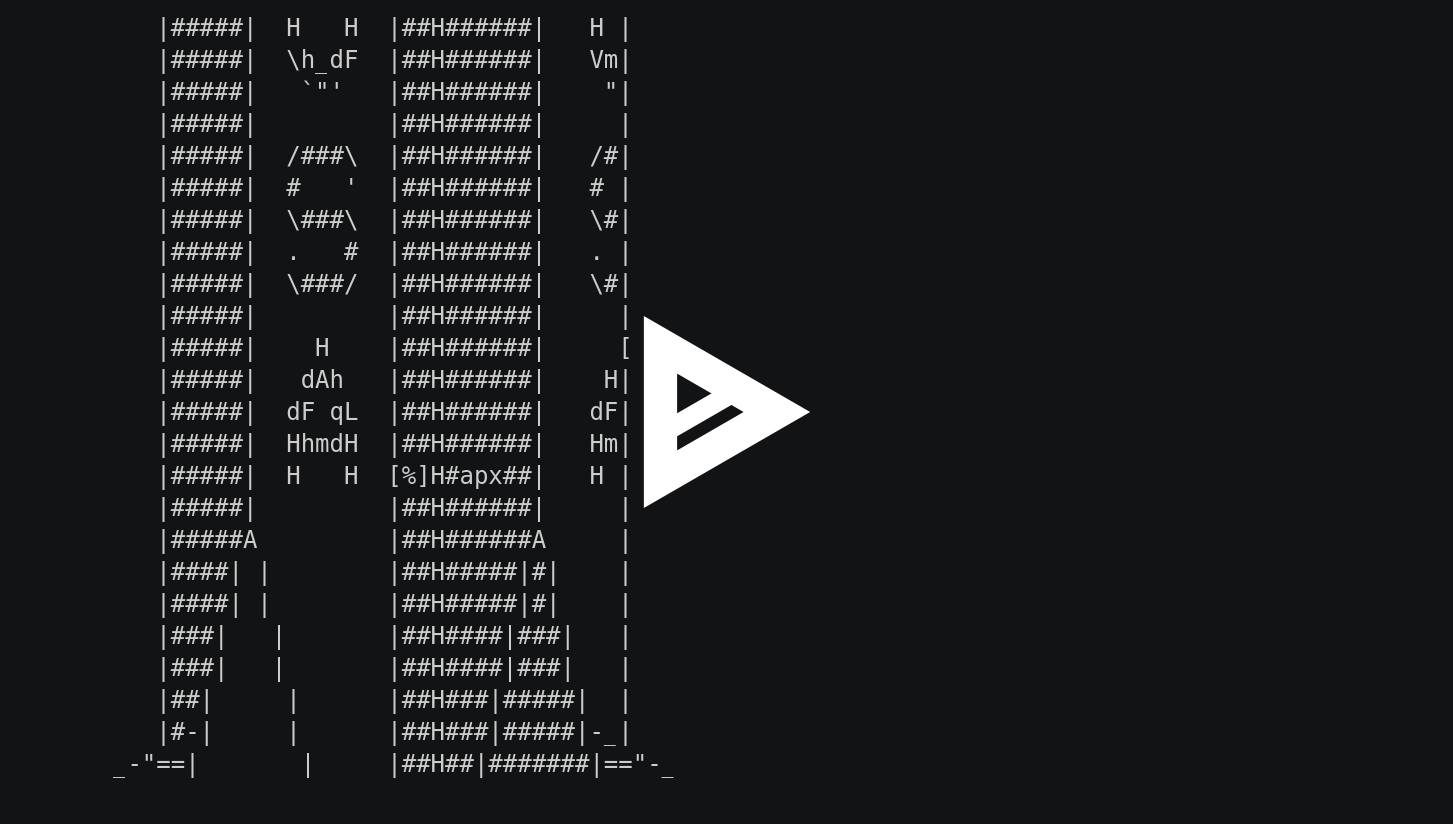 |#####|  H   H  |##H######|   H |
|#####|  \h_dF  |##H######|   Vm|
|#####|   `"'   |##H######|    "|
|#####|         |##H######|     |
|#####|  /###\  |##H######|   /#|
|#####|  #   '  |##H######|   # |
|#####|  \###\  |##H######|   \#|
|#####|  .   #  |##H######|   . |
|#####|  \###/  |##H######|   \#|
|#####|         |##H######|     |
|#####|    H    |##H######|     [
|#####|   dAh   |##H######|    H|
|#####|  dF qL  |##H######|   dF|
|#####|  HhmdH  |##H######|   Hm|
|#####|  H   H  [%]H#apx##|   H |
|#####|         |##H######|     |
|#####A         |##H######A     |
|####| |        |##H#####|#|    |
|####| |        |##H#####|#|    |
|###|   |       |##H####|###|   |
|###|   |       |##H####|###|   |
|##|     |      |##H###|#####|  |
|#-|     |      |##H###|#####|-_|
_-"==|       |     |##H##|#######|=="-_